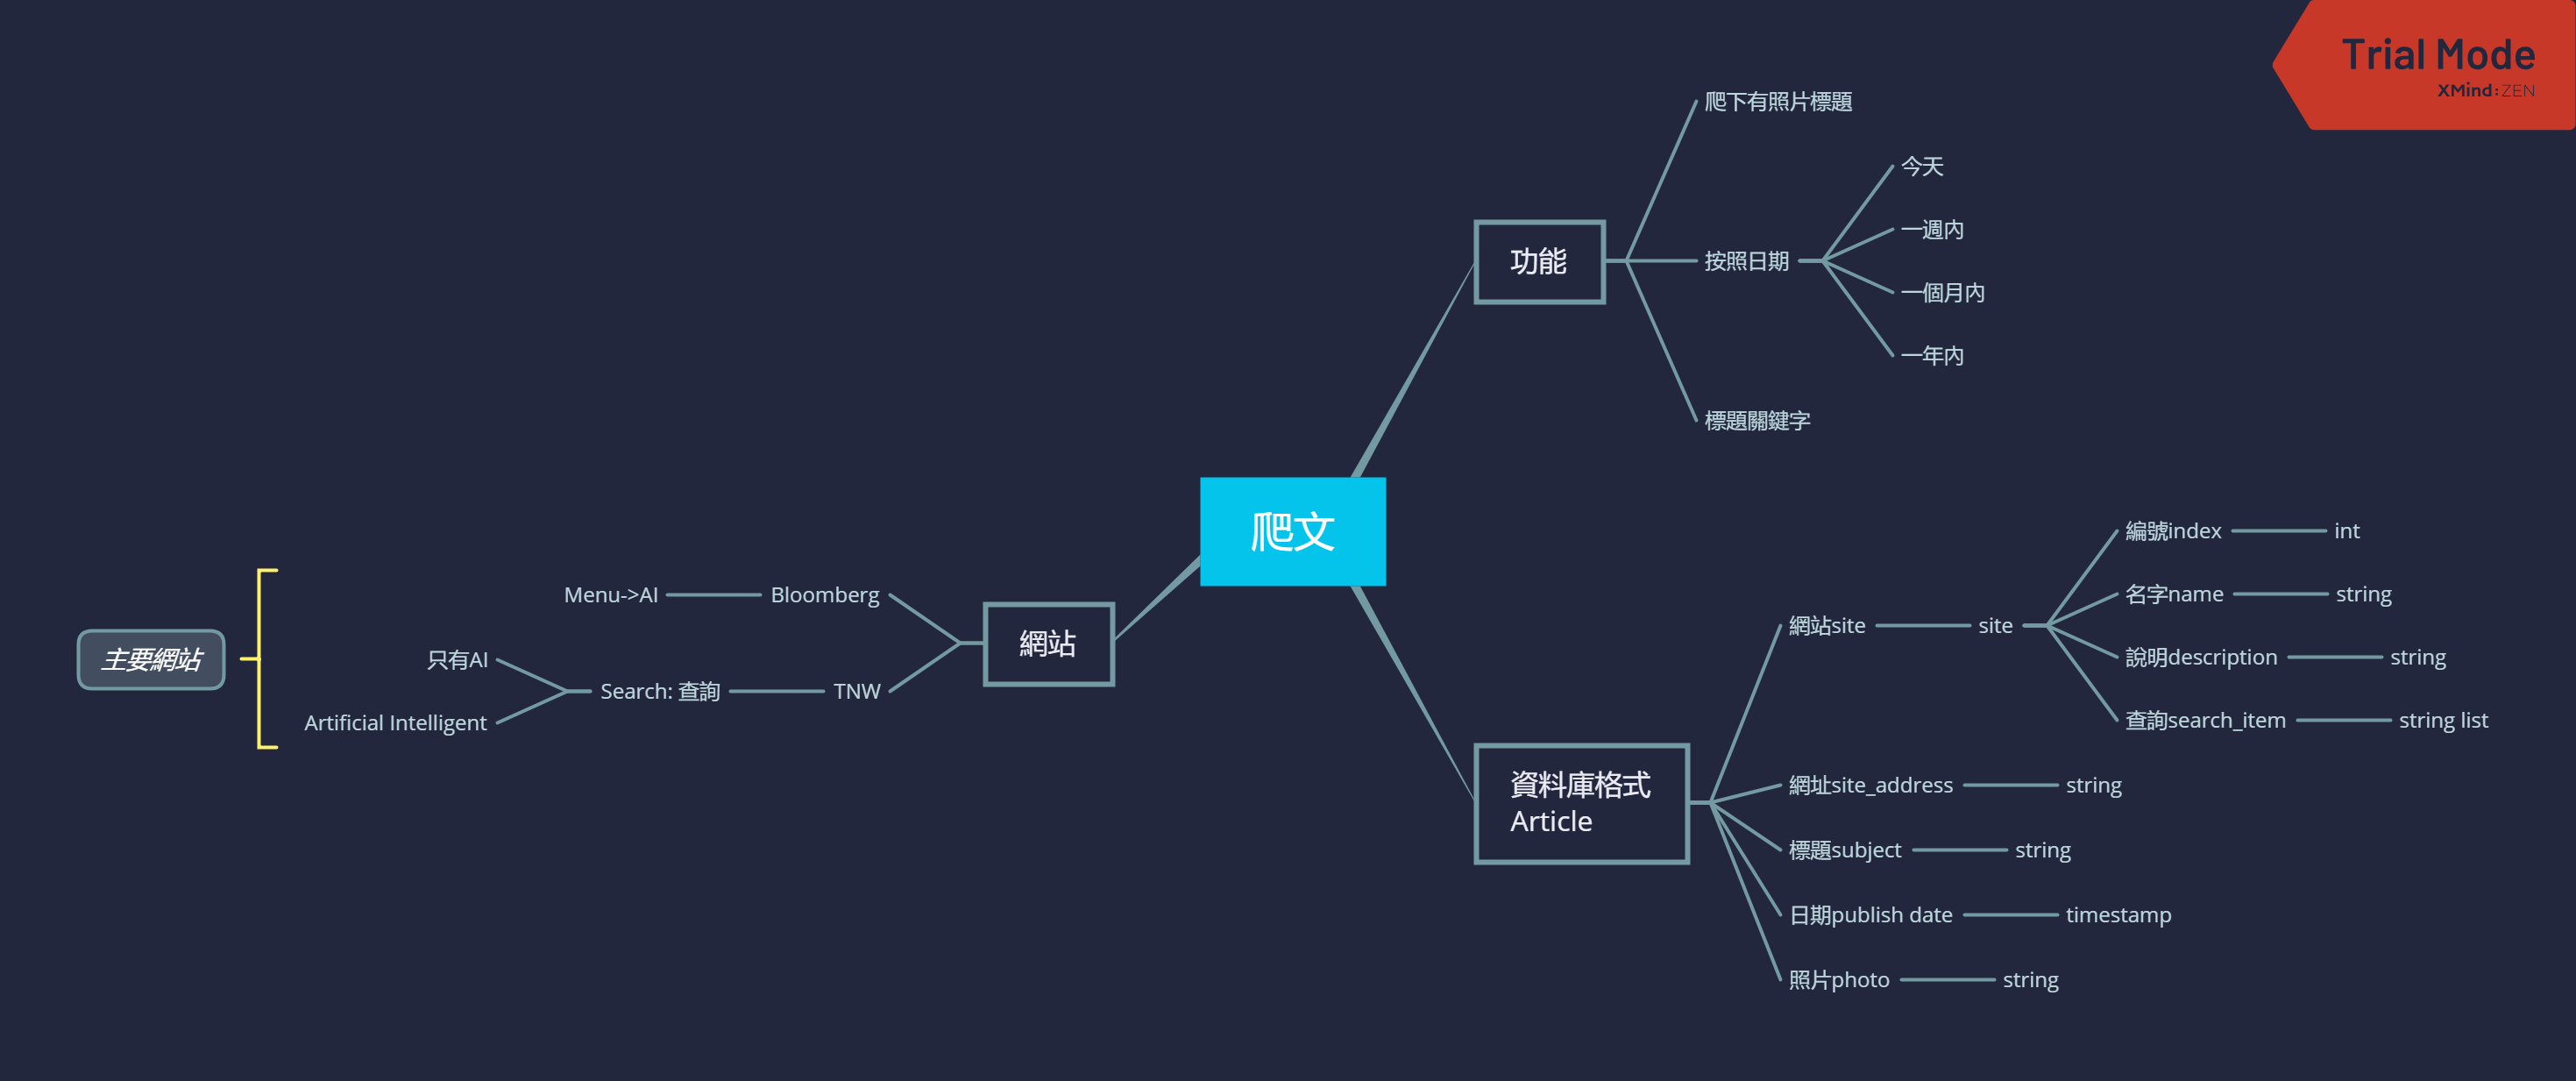 Trial Mode
XMind:ZEN
爬文
功能
爬下有照片標題
按照日期
今天
一週內
一個月內
一年內
標題關鍵字
資料庫格式
Article
網站site
site
編號index
int
名字name
string
說明description
string
查詢search_item
string list
網址site_address
string
標題subject
string
日期publish date
timestamp
照片photo
string
網站
Bloomberg
Menu->AI
TNW
Search: 查詢
只有AI
Artificial Intelligent
主要網站